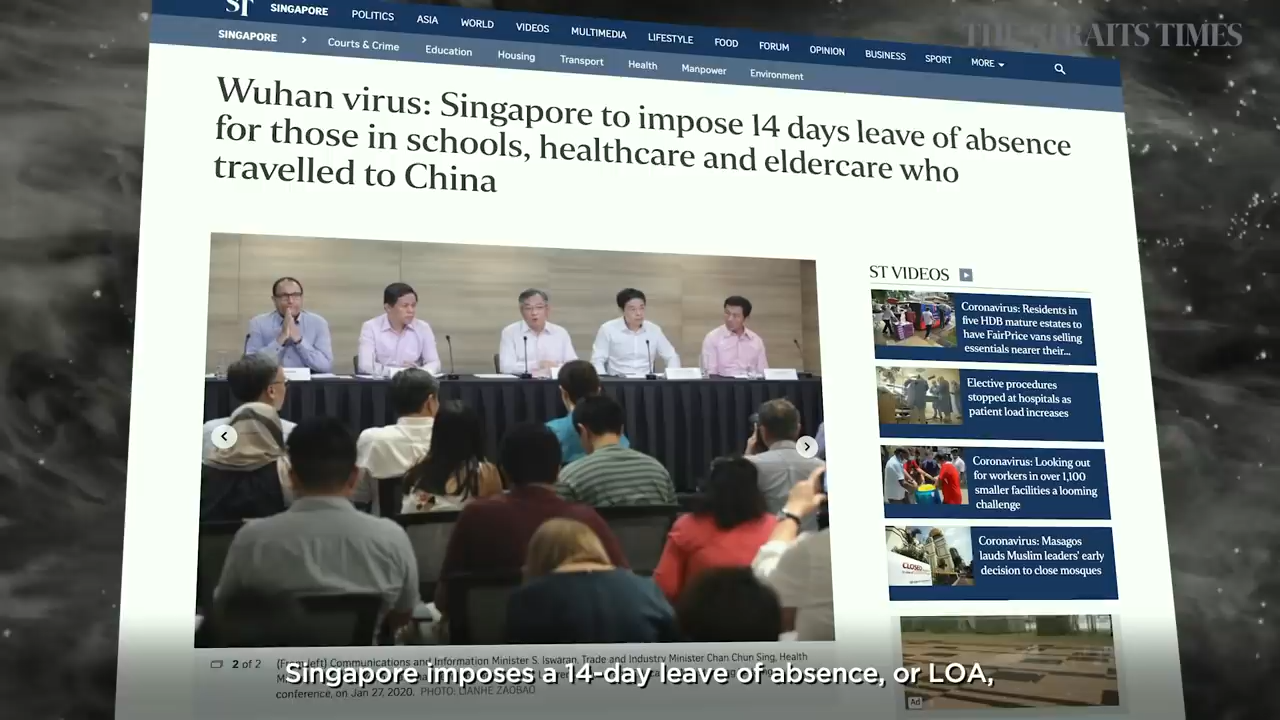 ST
SINGAPORE
POLITICS
ASIA
WORLD
VIDEOS
MULTIMEDIA
LIFESTYLE
FOOD
FORUM
OPINION
BUSINESS
SPORT
MORE
THE STRAITS TIMES
SINGAPORE
Courts & Crime
Education
Housing
Transport
Health
Manpower
Environment
Wuhan virus: Singapore to impose 14 days leave of absence
for those in schools, healthcare and eldercare who
travelled to China
ST VIDEOS
Coronavirus: Residents in
five HDB mature estates to
have FairPrice vans selling
essentials nearer their...
Elective procedures
stopped at hospitals as
patient load increases
Coronavirus: Looking out
for workers in over 1,100
smaller facilities a looming
challenge
Coronavirus: Masagos
lauds Muslim leaders' early
decision to close mosques
CLOSED
Ad
2 of 2
(From left) Communications and Information Minister S. Iswaran, Trade and Industry Minister Chan Chun Sing, Health
conference, on Jan 27, 2020. PHOTO: LIANHE ZAOBAO
Singapore imposes a 14-day leave of absence, or LOA,